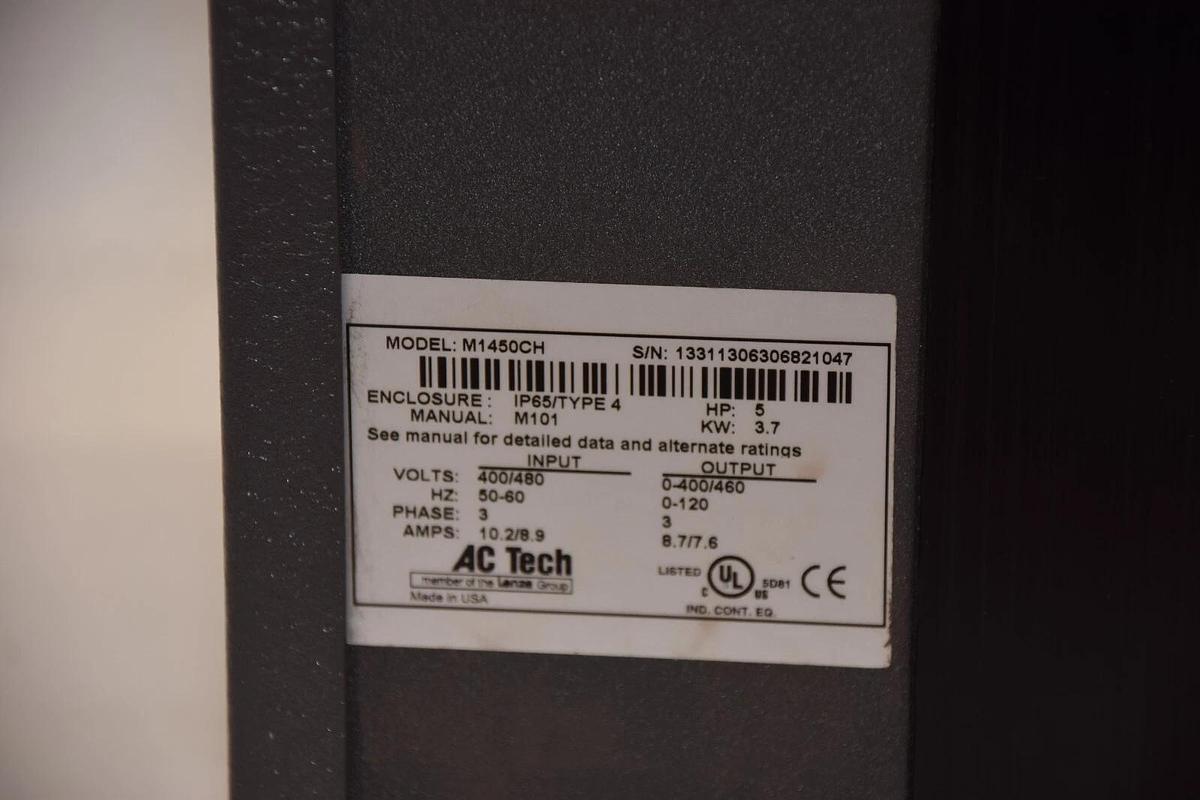 MODEL: M1450CH S/N: 13311306306821047
ENCLOSURE: IP65/TYPE 4 HP: 5
MANUAL: M101 KW: 3.7
See manual for detailed data and alternate ratings
INPUT OUTPUT
VOLTS: 400/480 0-400/460
HZ: 50-60 0-120
PHASE: 3 3
AMPS: 10.2/8.9 8.7/7.6
AC Tech
member of the Lenze Group
Made in USA
LISTED C UL US 5D81 CE
IND. CONT. EQ.